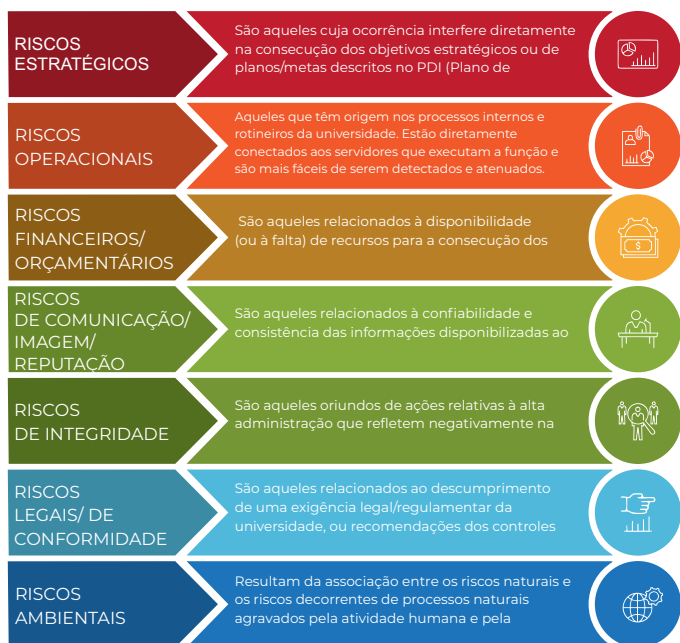 RISCOS
ESTRATÉGICOS
São aqueles cuja ocorrência interfere diretamente
na consecução dos objetivos estratégicos ou de
planos/metas descritos no PDI (Plano de
RISCOS
OPERACIONAIS
Aqueles que têm origem nos processos internos e
rotineiros da universidade. Estão diretamente
conectados aos servidores que executam a função e
são mais fáceis de serem detectados e atenuados.
RISCOS
FINANCEIROS/
ORÇAMENTÁRIOS
São aqueles relacionados à disponibilidade
(ou à falta) de recursos para a consecução dos
$
RISCOS
DE COMUNICAÇÃO/
IMAGEM/
REPUTAÇÃO
São aqueles relacionados à confiabilidade e
consistência das informações disponibilizadas ao
RISCOS
DE INTEGRIDADE
São aqueles oriundos de ações relativas à alta
administração que refletem negativamente na
RISCOS
LEGAIS/ DE
CONFORMIDADE
São aqueles relacionados ao descumprimento
de uma exigência legal/regulamentar da
universidade, ou recomendações dos controles
RISCOS
AMBIENTAIS
Resultam da associação entre os riscos naturais e
os riscos decorrentes de processos naturais
agravados pela atividade humana e pela